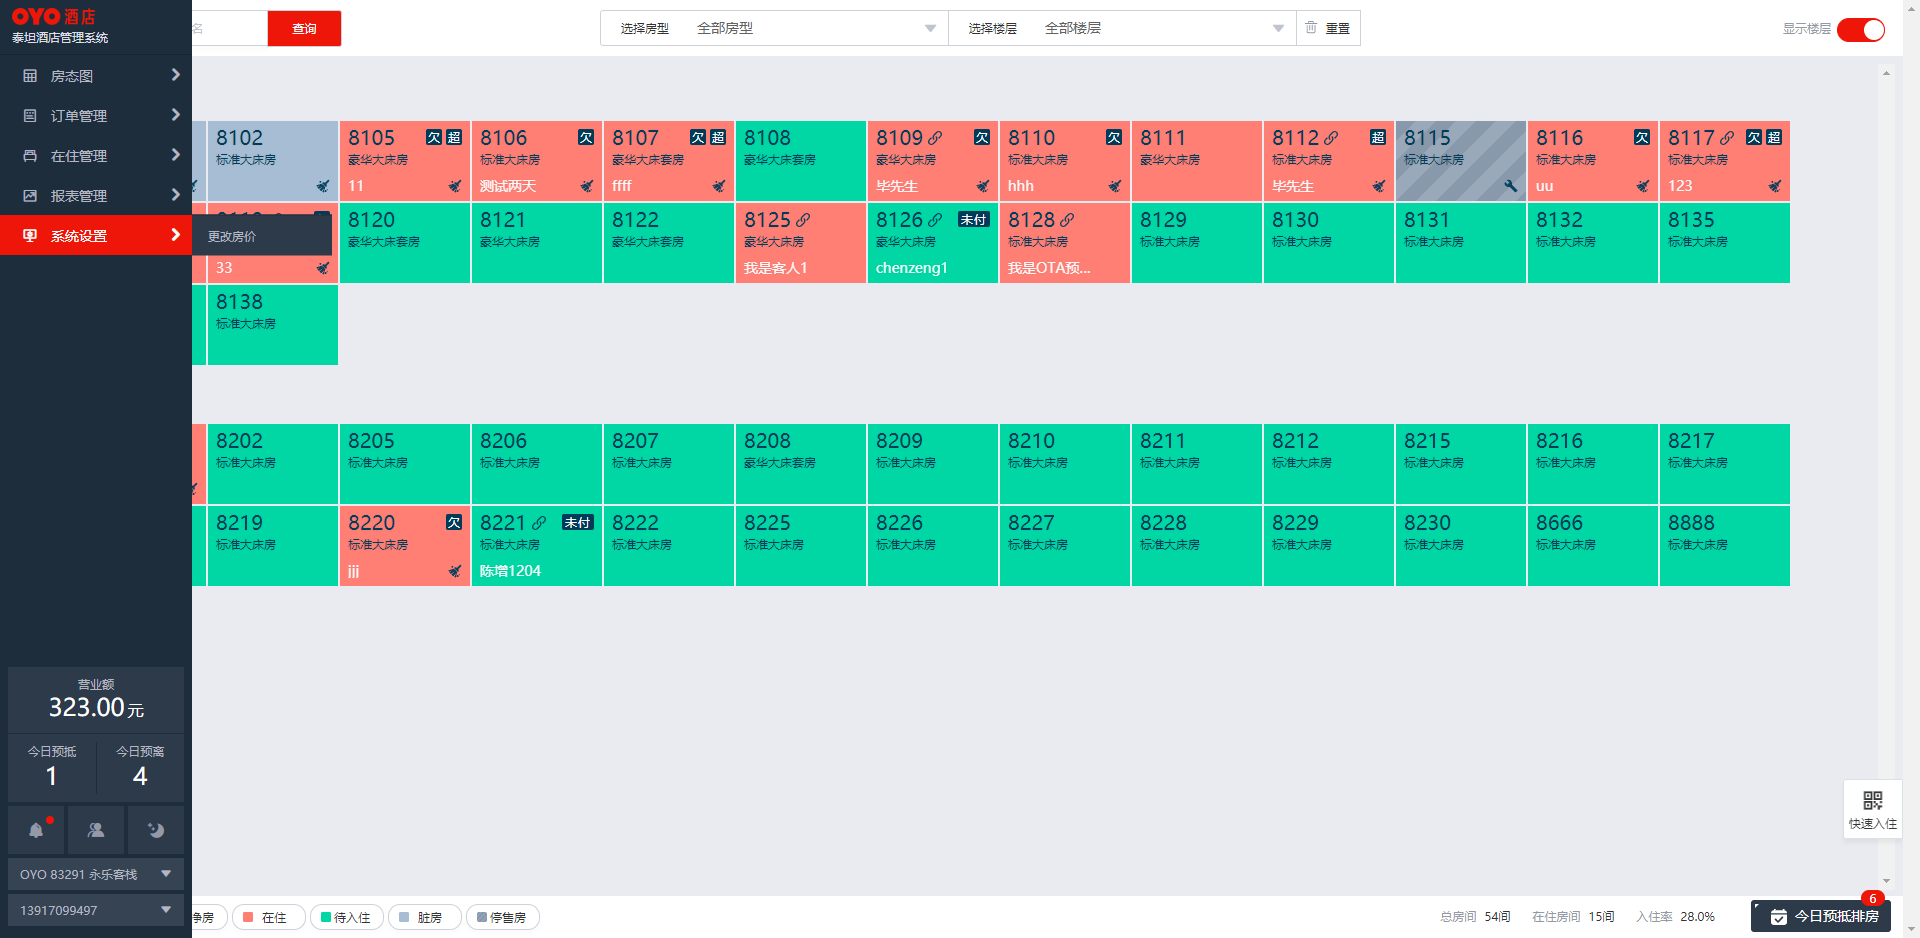 OYO 酒店
泰坦酒店管理系统
名
查询
选择房型 全部房型
选择楼层 全部楼层
重置
显示楼层
房态图
订单管理
在住管理
报表管理
系统设置
更改房价
8102
标准大床房
8105 欠 超
豪华大床房
11
8106 欠
标准大床房
测试两天
8107 欠 超
豪华大床套房
ffff
8108
豪华大床套房
8109 欠
豪华大床房
毕先生
8110 欠
标准大床房
hhh
8111
豪华大床房
8112 超
标准大床房
毕先生
8115
标准大床房
8116 欠
标准大床房
uu
8117 欠 超
标准大床房
123
33
8120
豪华大床套房
8121
豪华大床房
8122
豪华大床套房
8125
豪华大床房
我是客人1
8126 未付
豪华大床房
chenzeng1
8128
标准大床房
我是OTA预...
8129
标准大床房
8130
标准大床房
8131
标准大床房
8132
标准大床房
8135
标准大床房
8138
标准大床房
8202
标准大床房
8205
标准大床房
8206
标准大床房
8207
标准大床房
8208
豪华大床套房
8209
标准大床房
8210
标准大床房
8211
标准大床房
8212
标准大床房
8215
标准大床房
8216
标准大床房
8217
标准大床房
8219
标准大床房
8220 欠
标准大床房
jjj
8221 未付
标准大床房
陈增1204
8222
标准大床房
8225
标准大床房
8226
标准大床房
8227
标准大床房
8228
标准大床房
8229
标准大床房
8230
标准大床房
8666
标准大床房
8888
标准大床房
营业额
323.00元
今日预抵
1
今日预离
4
OYO 83291 永乐客栈
13917099497
快速入住
净房
在住
待入住
脏房
停售房
总房间 54间
在住房间 15间
入住率 28.0%
今日预抵排房
6